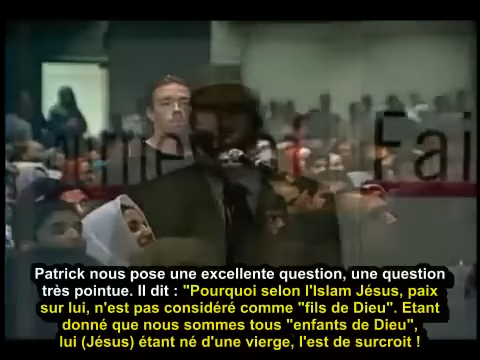 Fai
Patrick nous pose une excellente question, une question
très pointue. Il dit : "Pourquoi selon l'Islam Jésus, paix
sur lui, n'est pas considéré comme "fils de Dieu". Etant
donné que nous sommes tous "enfants de Dieu",
lui (Jésus) étant né d'une vierge, l'est de surcroit !